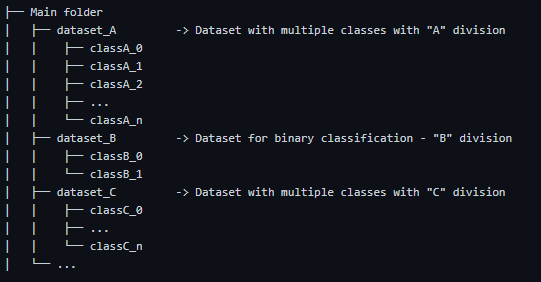 ├── Main folder
│   ├── dataset_A         -> Dataset with multiple classes with "A" division
│   │    ├── classA_0
│   │    ├── classA_1
│   │    ├── classA_2
│   │    ├── ...
│   │    └── classA_n
│   ├── dataset_B         -> Dataset for binary classification - "B" division
│   │    ├── classB_0
│   │    └── classB_1
│   ├── dataset_C         -> Dataset with multiple classes with "C" division
│   │    ├── classC_0
│   │    ├── ...
│   │    └── classC_n
│   └── ...